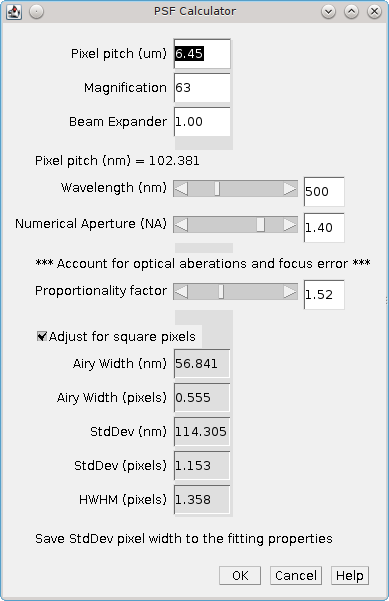 PSF Calculator
Pixel pitch (um) 6.45
Magnification 63
Beam Expander 1.00
Pixel pitch (nm) = 102.381
Wavelength (nm) 500
Numerical Aperture (NA) 1.40
*** Account for optical aberations and focus error ***
Proportionality factor 1.52
Adjust for square pixels
Airy Width (nm) 56.841
Airy Width (pixels) 0.555
StdDev (nm) 114.305
StdDev (pixels) 1.153
HWHM (pixels) 1.358
Save StdDev pixel width to the fitting properties
OK Cancel Help